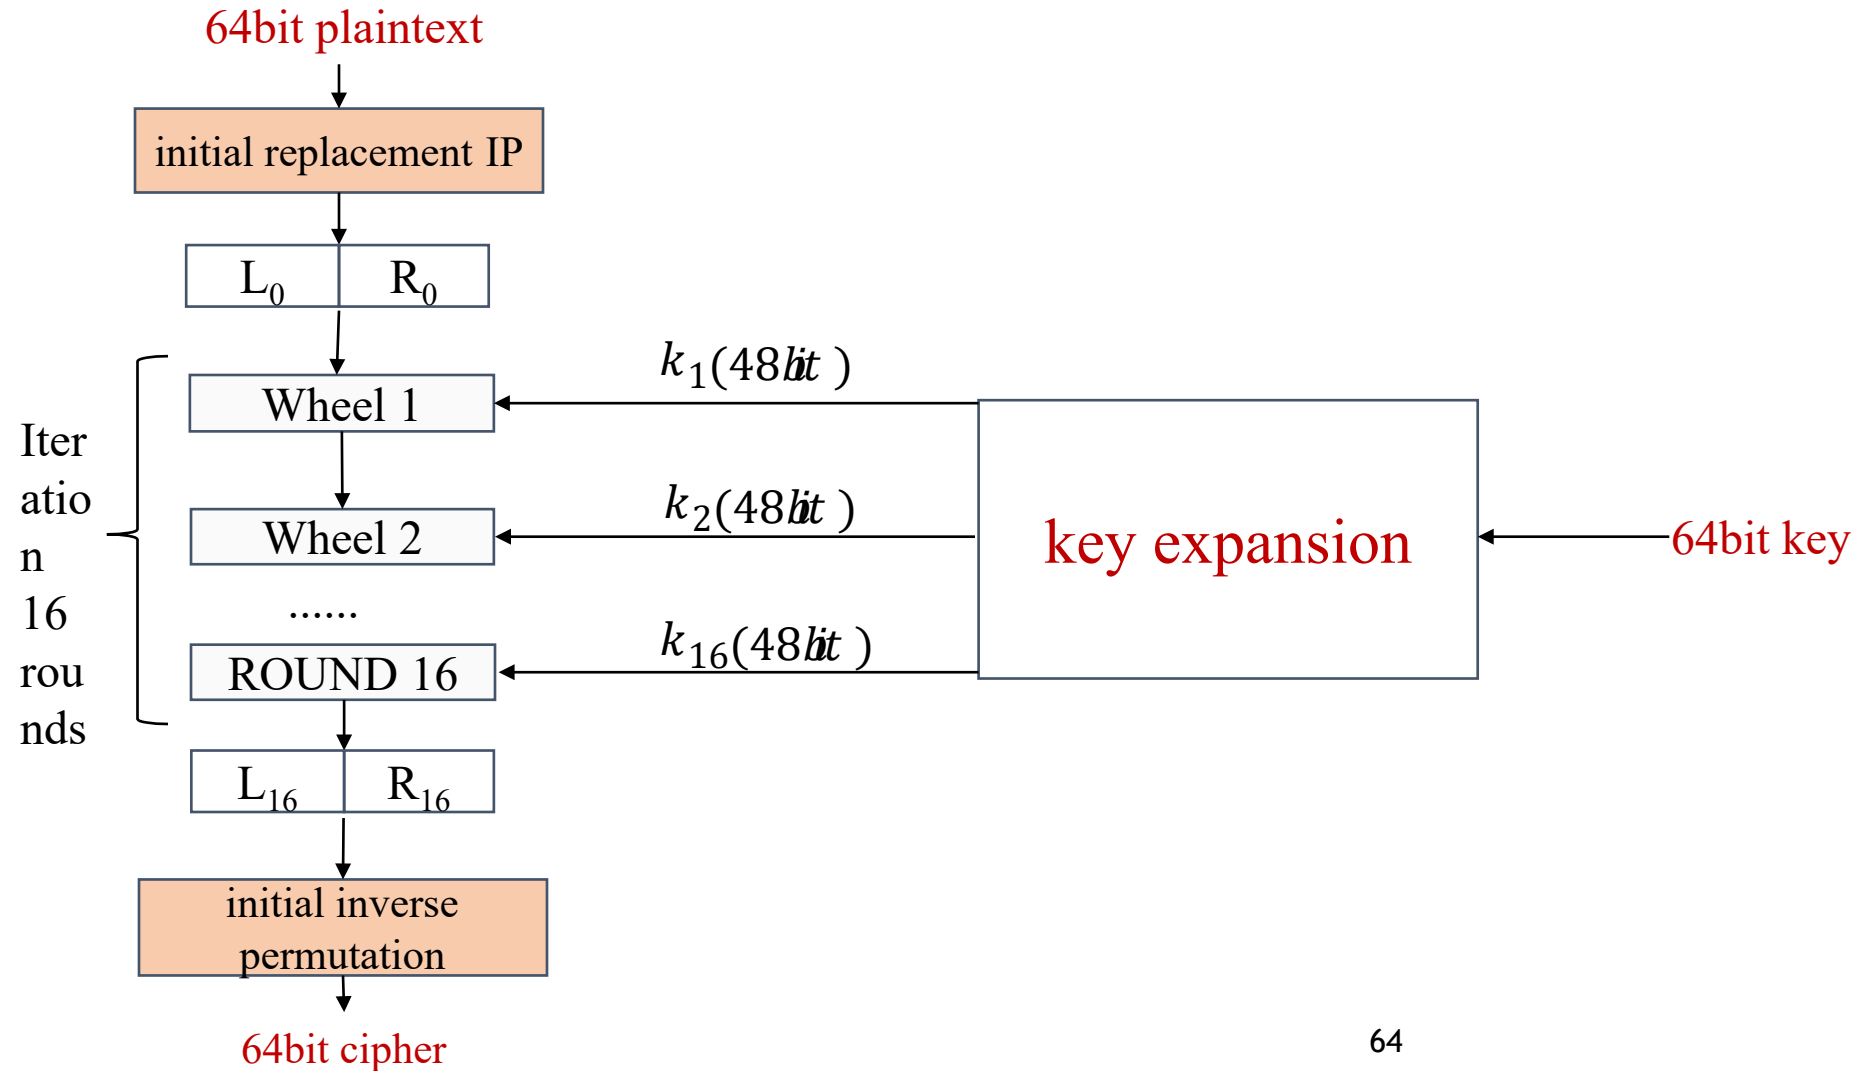 64bit plaintext
initial replacement IP
L0 R0
k1(48bit )
Wheel 1
k2(48bit )
Wheel 2
......
k16(48bit )
ROUND 16
Iter
atio
n
16
rou
nds
key expansion
64bit key
L16 R16
initial inverse
permutation
64bit cipher
64